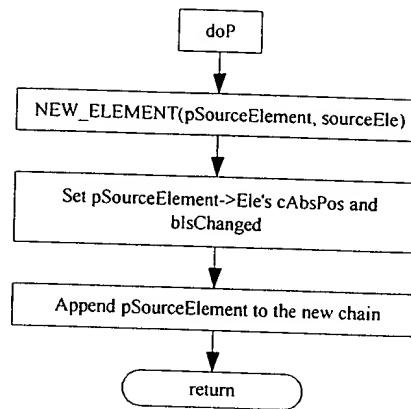 doP
NEW_ELEMENT(pSourceElement, sourceEle)
Set pSourceElement->Ele's cAbsPos and
bIsChanged
Append pSourceElement to the new chain
return